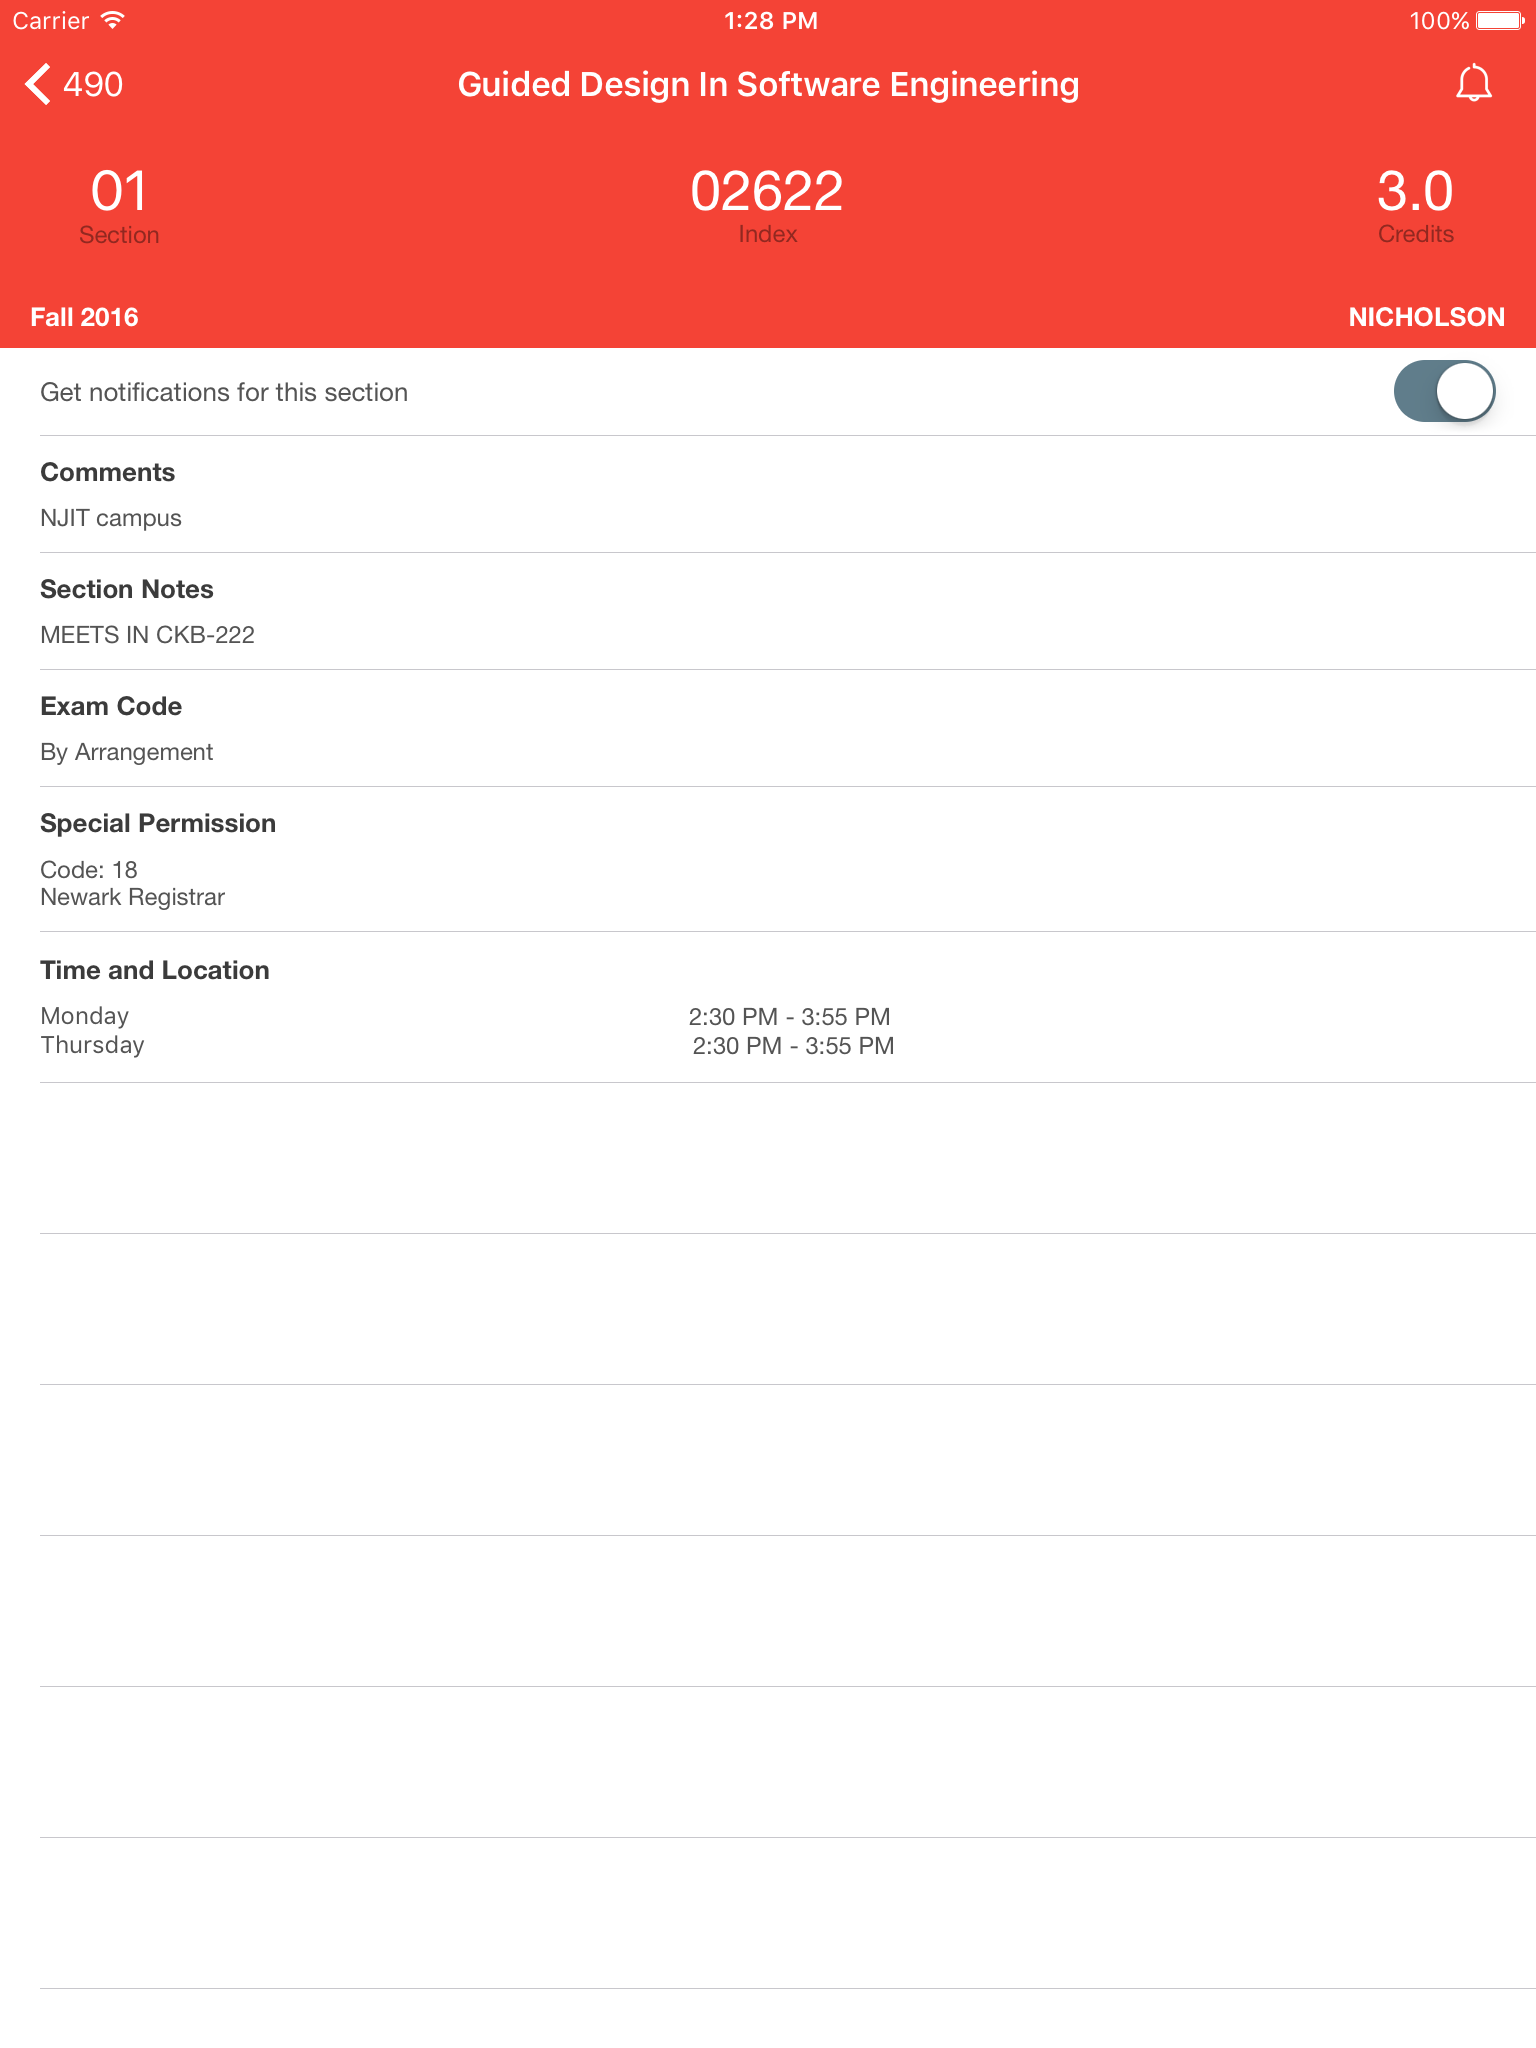 Carrier 1:28 PM 100%
490 Guided Design In Software Engineering
01 02622 3.0
Section Index Credits
Fall 2016 NICHOLSON
Get notifications for this section
Comments
NJIT campus
Section Notes
MEETS IN CKB-222
Exam Code
By Arrangement
Special Permission
Code: 18
Newark Registrar
Time and Location
Monday 2:30 PM - 3:55 PM
Thursday 2:30 PM - 3:55 PM